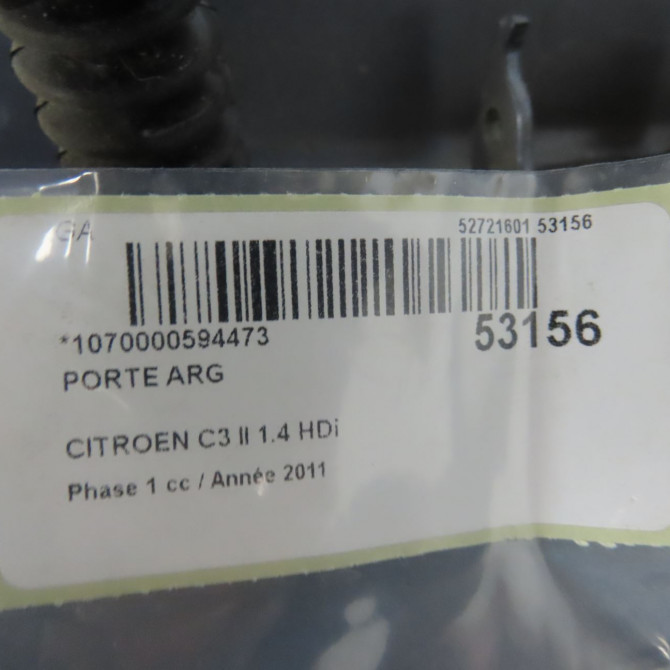 GA
52721601 53156
*1070000594473
53156
PORTE ARG
CITROEN C3 II 1.4 HDi
Phase 1 cc / Année 2011